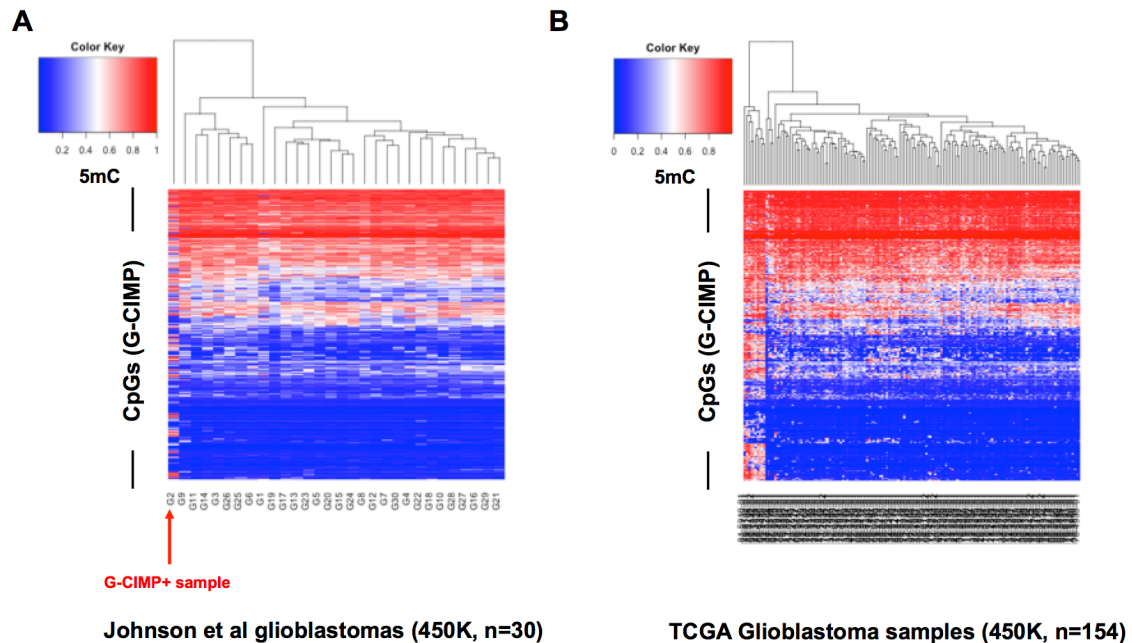 A
B
Color Key
0.2 0.4 0.6 0.8 1
5mC
CpGs (G-CIMP)
G2 G9 G11 G14 G3 G26 G25 G6 G1 G19 G17 G13 G23 G5 G20 G15 G24 G8 G12 G7 G30 G4 G22 G18 G10 G28 G27 G16 G29 G21
G-CIMP+ sample
Johnson et al glioblastomas (450K, n=30)
Color Key
0 0.2 0.4 0.6 0.8
5mC
CpGs (G-CIMP)
TCGA Glioblastoma samples (450K, n=154)